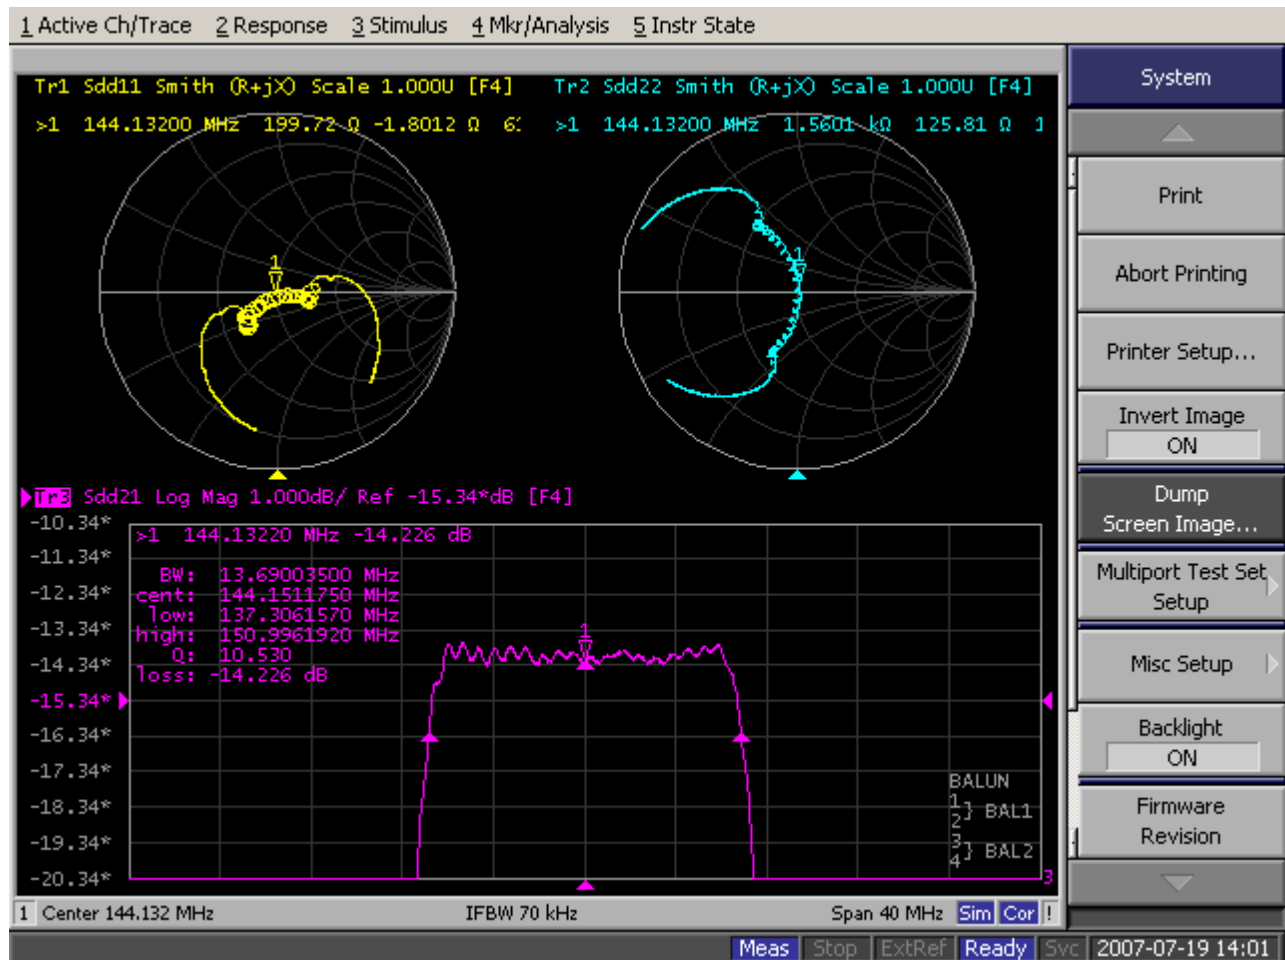 1 Active Ch/Trace 2 Response 3 Stimulus 4 Mkr/Analysis 5 Instr State
System
Print
Abort Printing
Printer Setup...
Invert Image
ON
Dump
Screen Image...
Multiport Test Set
Setup
Misc Setup
Backlight
ON
Firmware
Revision
Tr1 Sdd11 Smith (R+jX) Scale 1.000U [F4]
>1 144.13200 MHz 199.72 Ω -1.8012 Ω
1
Tr2 Sdd22 Smith (R+jX) Scale 1.000U [F4]
>1 144.13200 MHz 1.5601 kΩ 125.81 Ω
1
Tr3 Sdd21 Log Mag 1.000dB/ Ref -15.34*dB [F4]
-10.34*
-11.34*
-12.34*
-13.34*
-14.34*
-15.34*
-16.34*
-17.34*
-18.34*
-19.34*
-20.34*
>1 144.13220 MHz -14.226 dB
BW: 13.69003500 MHz
cent: 144.1511750 MHz
low: 137.3061570 MHz
high: 150.9961920 MHz
Q: 10.530
loss: -14.226 dB
1
BALUN
1
2} BAL1
3
4} BAL2
3
1 Center 144.132 MHz IFBW 70 kHz Span 40 MHz Sim Cor !
Meas Stop ExtRef Ready Svc 2007-07-19 14:01